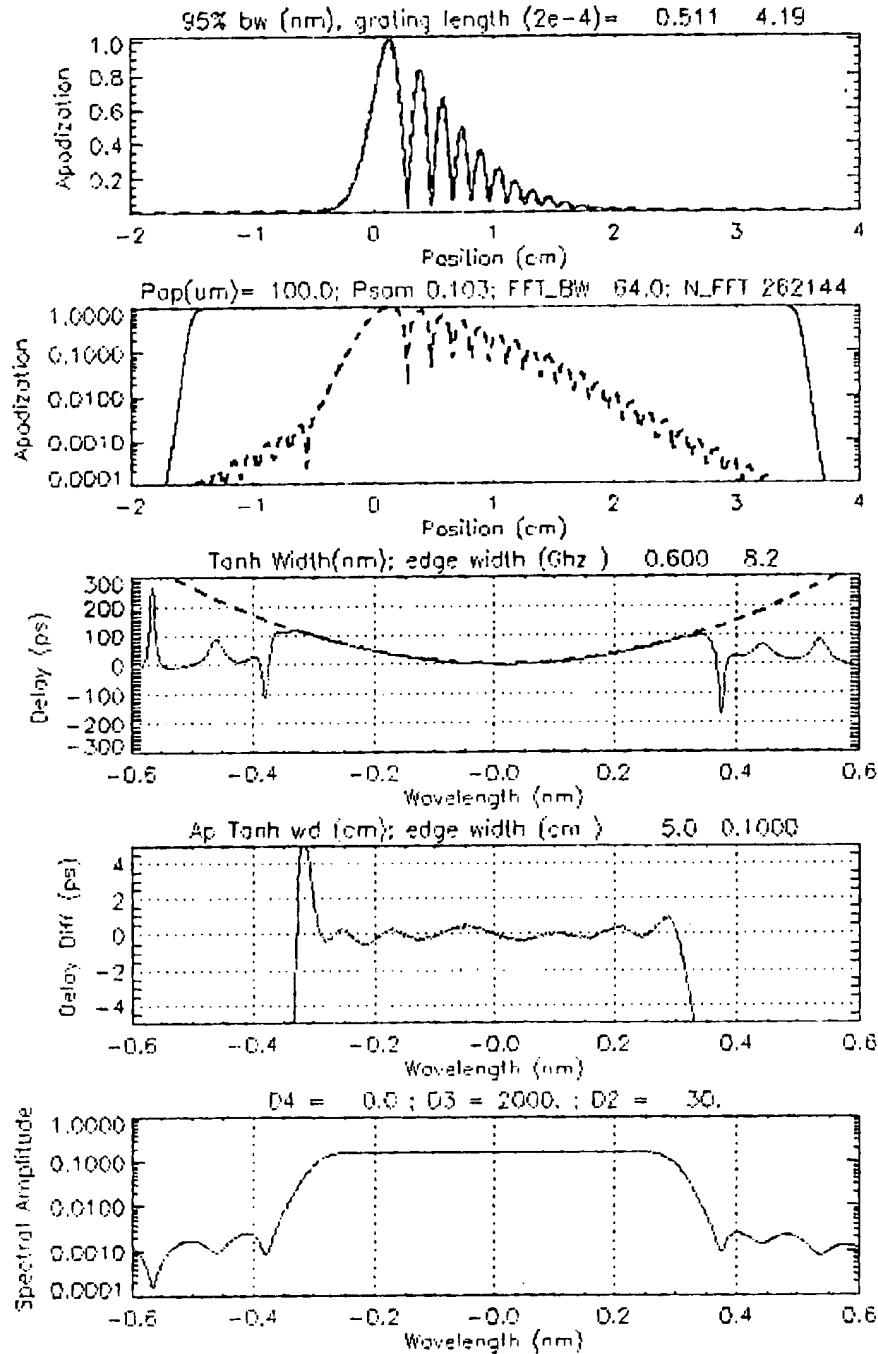 95% bw (nm), grating length (2e-4)= 0.511 4.19
Apodization
1.0
0.8
0.6
0.4
0.2
-2 -1 0 1 2 3 4
Position (cm)
Pap(um)= 100.0; Psam 0.103; FFT_BW 64.0; N_FFT 262144
Apodization
1.0000
0.1000
0.0100
0.0010
0.0001
-2 -1 0 1 2 3 4
Position (cm)
Tanh Width(nm); edge width (Ghz ) 0.600 8.2
Delay (ps)
300
200
100
0
-100
-200
-300
-0.6 -0.4 -0.2 -0.0 0.2 0.4 0.6
Wavelength (nm)
Ap Tanh wd (cm); edge width (cm ) 5.0 0.1000
Delay Diff (ps)
4
2
0
-2
-4
-0.6 -0.4 -0.2 -0.0 0.2 0.4 0.6
Wavelength (nm)
D4 = 0.0 ; D3 = 2000. ; D2 = 30.
Spectral Amplitude
1.0000
0.1000
0.0100
0.0010
0.0001
-0.6 -0.4 -0.2 -0.0 0.2 0.4 0.6
Wavelength (nm)